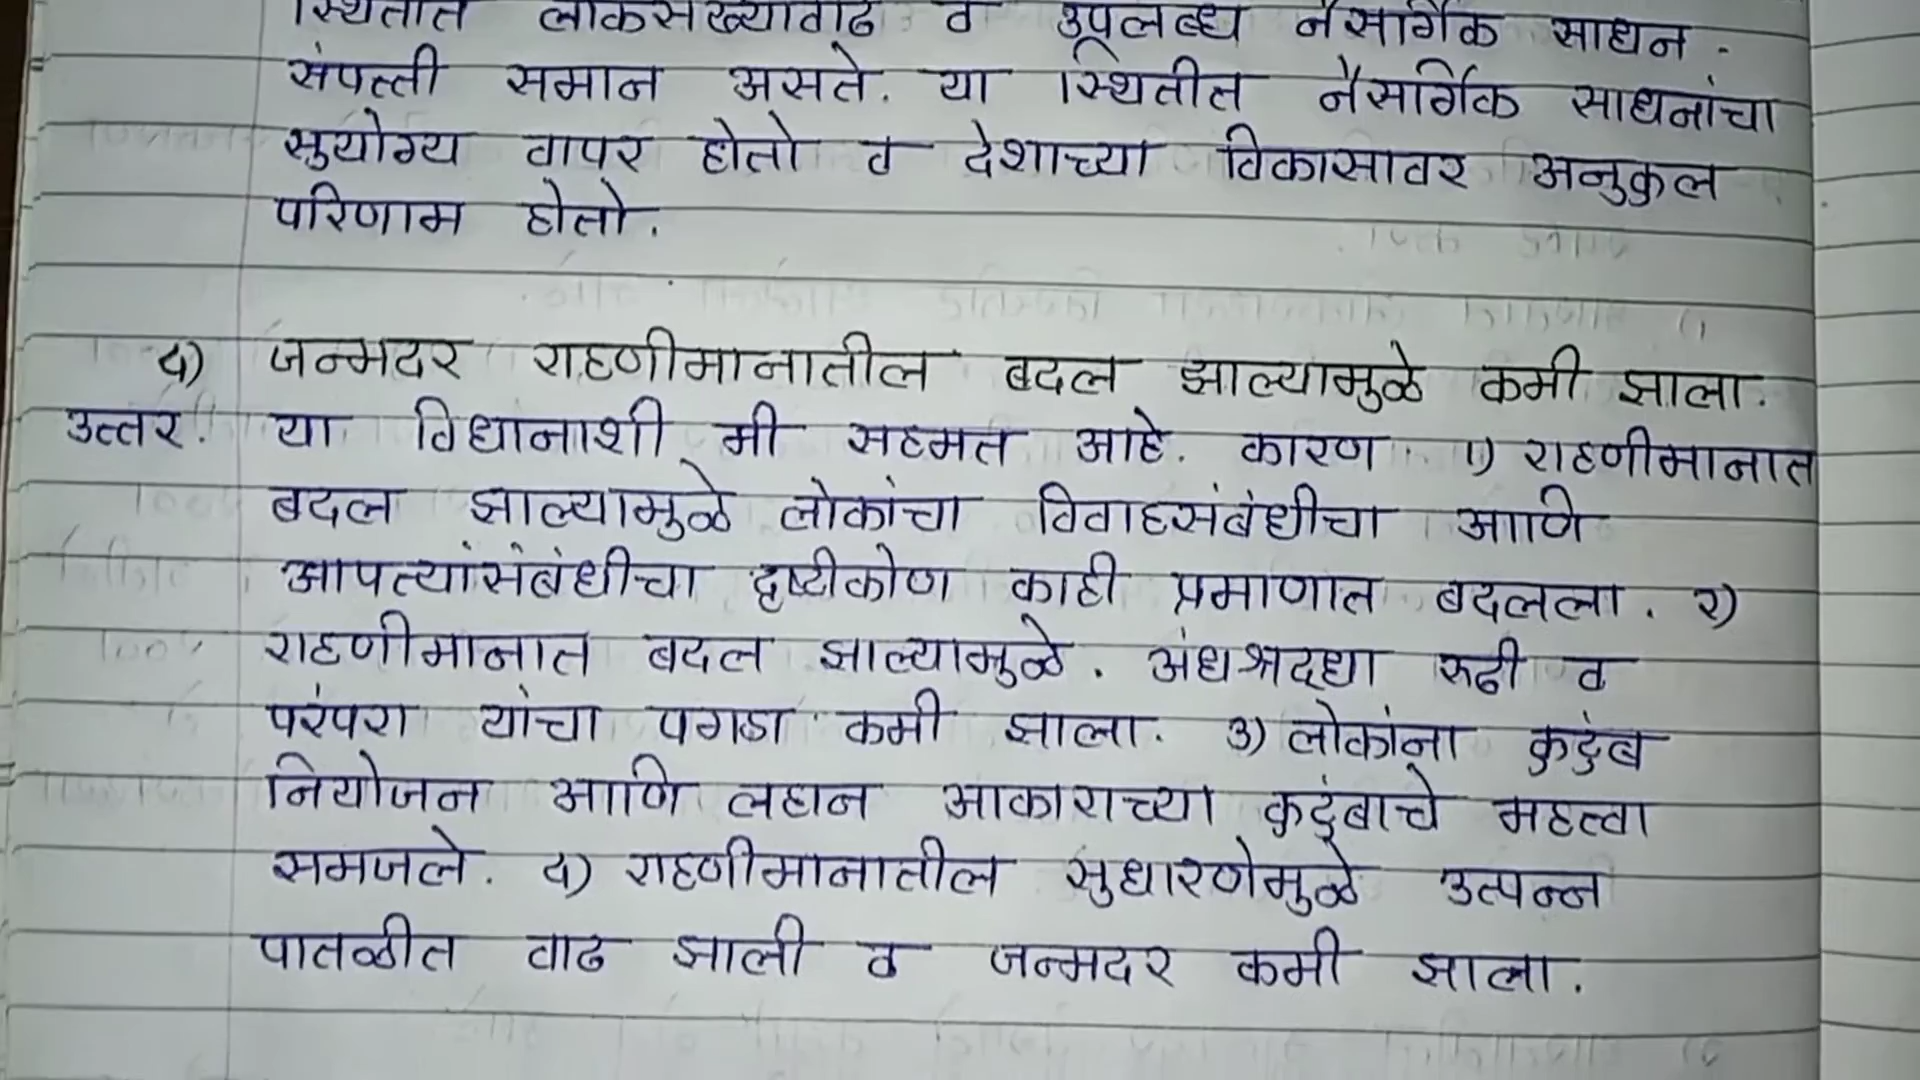 स्थितीत लोकसंख्यावाढ व उपलब्ध नैसर्गिक साधन -
संपत्ती समान असते. या स्थितीत नैसर्गिक साधनांचा
सुयोग्य वापर होतो व देशाच्या विकासावर अनुकुल
परिणाम होतो.
४) जन्मदर राहणीमानातील बदल झाल्यामुळे कमी झाला.
उत्तर. या विधानाशी मी सहमत आहे. कारण १) राहणीमानात
बदल झाल्यामुळे लोकांचा विवाहसंबंधीचा आणि
आपत्यांसंबंधीचा दृष्टीकोण काही प्रमाणात बदलला. २)
राहणीमानात बदल झाल्यामुळे. अंधश्रद्धा रूढी व
परंपरा यांचा पगडा कमी झाला. ३) लोकांना कुटुंब
नियोजन आणि लहान आकाराच्या कुटुंबाचे महत्वा
समजले. ४) राहणीमानातील सुधारणेमुळे उत्पन्न
पातळीत वाढ झाली व जन्मदर कमी झाला.